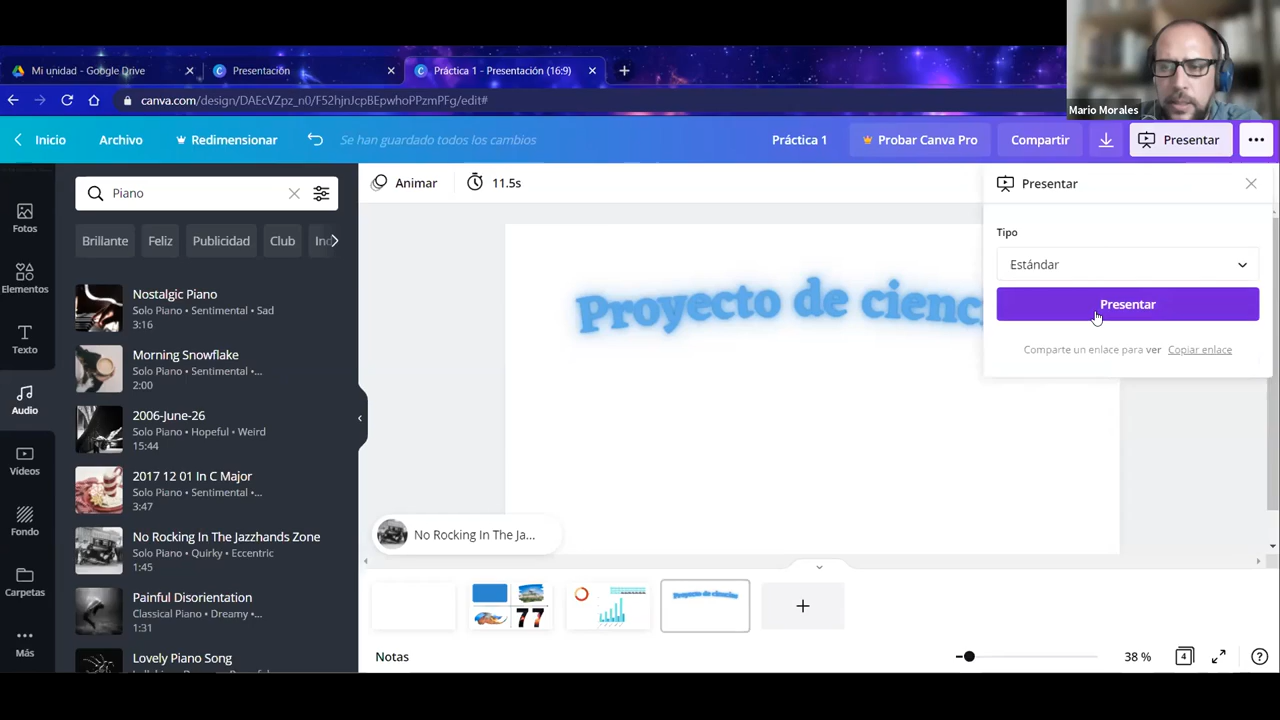 Mi unidad - Google Drive
Presentación
Práctica 1 - Presentación (16:9)
canva.com/design/DAEcVZpz_n0/F52hjnJcpBEpwhoPPzmPFg/edit#
Mario Morales
Inicio
Archivo
Redimensionar
Se han guardado todos los cambios
Práctica 1
Probar Canva Pro
Compartir
Presentar
Fotos
Elementos
Texto
Audio
Vídeos
Fondo
Carpetas
Más
Piano
Brillante
Feliz
Publicidad
Club
Nostalgic Piano
Solo Piano • Sentimental • Sad
3:16
Morning Snowflake
Solo Piano • Sentimental •...
2:00
2006-June-26
Solo Piano • Hopeful • Weird
15:44
2017 12 01 In C Major
Solo Piano • Sentimental •...
3:47
No Rocking In The Jazzhands Zone
Solo Piano • Quirky • Eccentric
1:45
Painful Disorientation
Classical Piano • Dreamy •...
1:31
Lovely Piano Song
Animar
11.5s
Proyecto de cienc
Presentar
Tipo
Estándar
Presentar
Comparte un enlace para ver Copiar enlace
No Rocking In The Ja...
77
Proyecto de ciencias
Notas
38 %
4